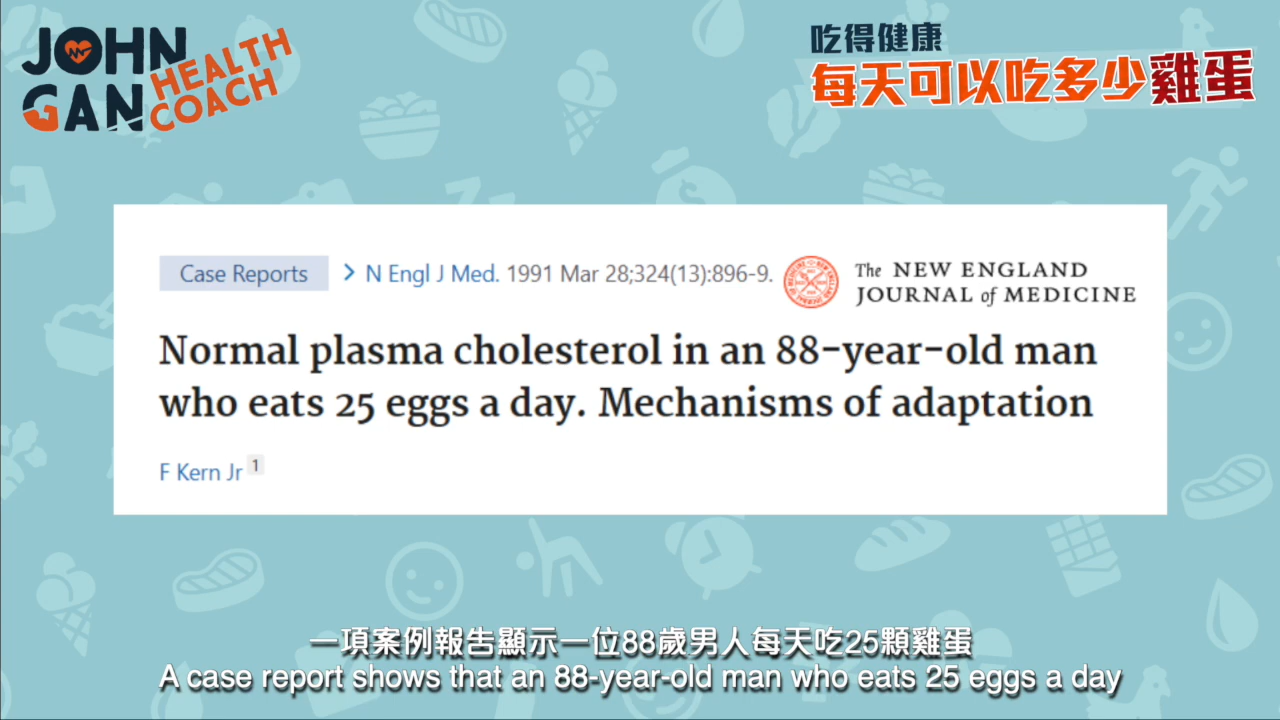 JOHN
GAN
HEALTH
COACH
吃得健康
每天可以吃多少雞蛋
Case Reports > N Engl J Med. 1991 Mar 28;324(13):896-9.
The NEW ENGLAND
JOURNAL of MEDICINE
Normal plasma cholesterol in an 88-year-old man
who eats 25 eggs a day. Mechanisms of adaptation
F Kern Jr 1
一項案例報告顯示一位88歲男人每天吃25顆雞蛋
A case report shows that an 88-year-old man who eats 25 eggs a day